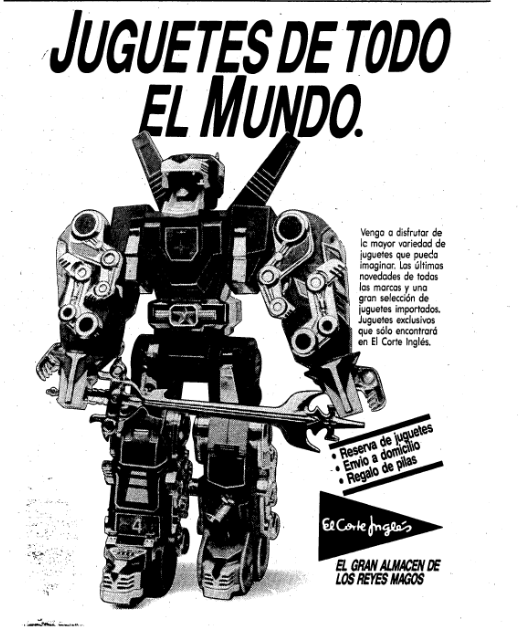 JUGUETES DE TODO
EL MUNDO.
Venga a disfrutar de
la mayor variedad de
juguetes que pueda
imaginar. Las últimas
novedades de todas
las marcas y una
gran selección de
juguetes importados.
Juguetes exclusivos
que sólo encontrará
en El Corte Inglés.
• Reserva de juguetes
• Envio a domicilio
• Regalo de pilas
El Corte Inglés
EL GRAN ALMACEN DE
LOS REYES MAGOS
4